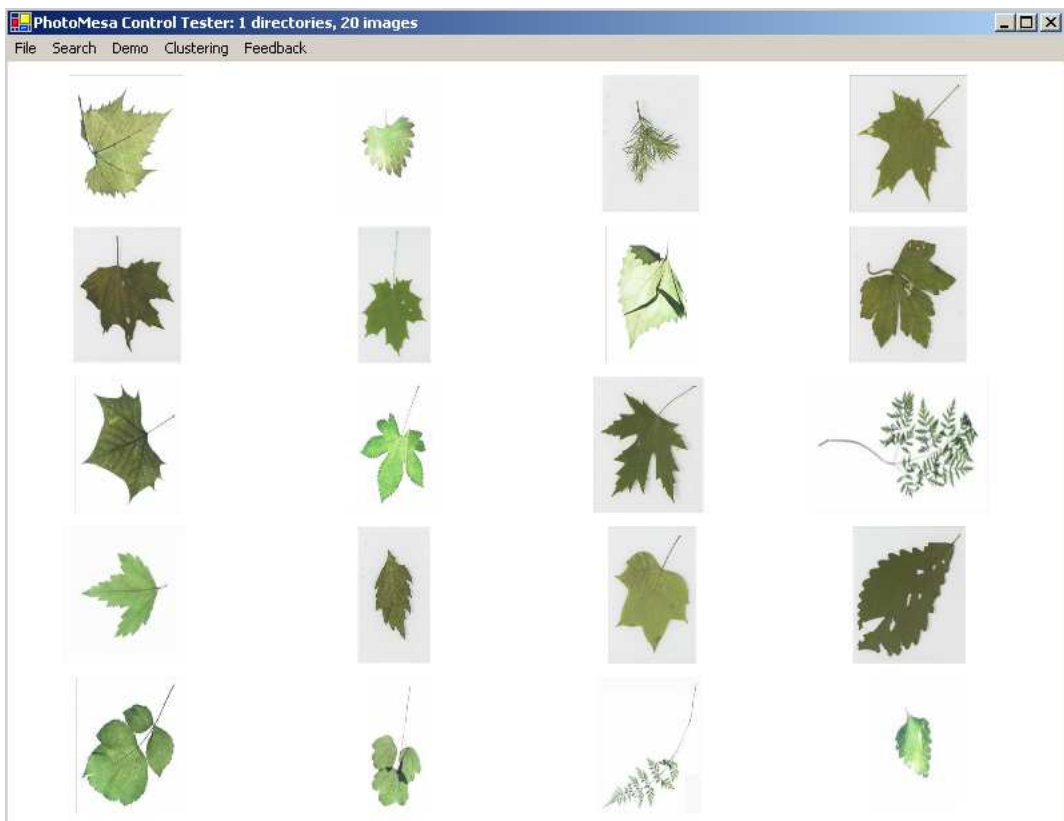 PhotoMesa Control Tester: 1 directories, 20 images
File Search Demo Clustering Feedback